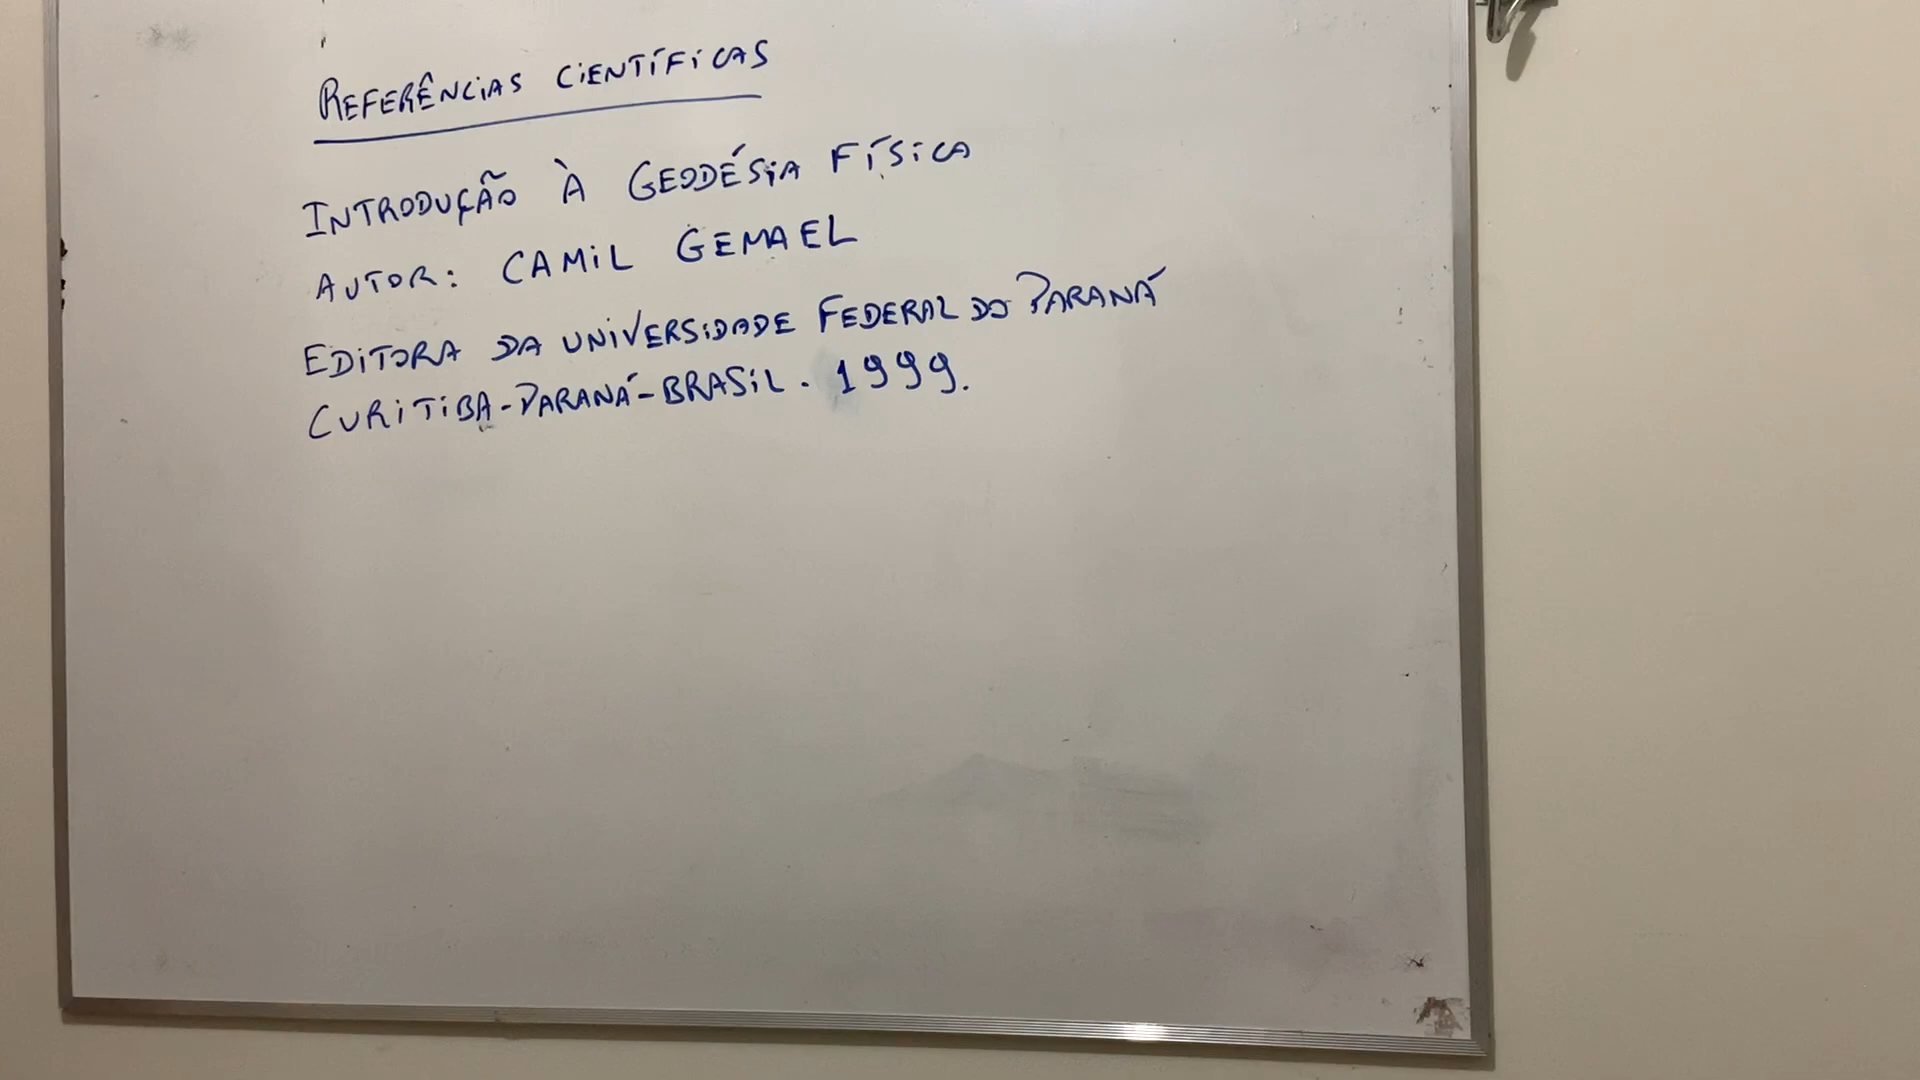 REFERÊNCIAS CIENTÍFICAS
INTRODUÇÃO À GEODÉSIA FÍSICA
AUTOR: CAMIL GEMAEL
EDITORA DA UNIVERSIDADE FEDERAL DO PARANÁ
CURITIBA-PARANÁ-BRASIL. 1999.